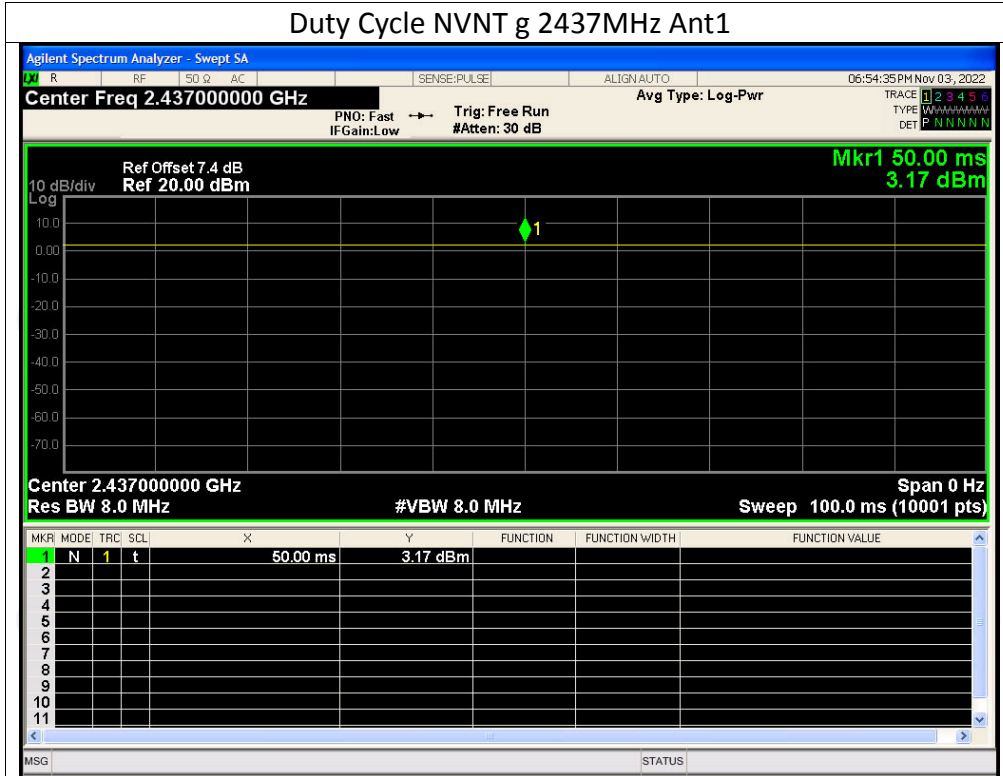 Duty Cycle NVNT g 2437MHz Ant1
Agilent Spectrum Analyzer - Swept SA
LXI R RF 50 Ω AC SENSE:PULSE ALIGN AUTO 06:54:35 PM Nov 03, 2022
Center Freq 2.437000000 GHz Avg Type: Log-Pwr TRACE 1 2 3 4 5 6
PNO: Fast Trig: Free Run TYPE WWWWWW
IFGain:Low #Atten: 30 dB DET P N N N N N
Mkr1 50.00 ms
Ref Offset 7.4 dB
10 dB/div Ref 20.00 dBm 3.17 dBm
Log
10.0
1
0.00
-10.0
-20.0
-30.0
-40.0
-50.0
-60.0
-70.0
Center 2.437000000 GHz Span 0 Hz
Res BW 8.0 MHz #VBW 8.0 MHz Sweep 100.0 ms (10001 pts)
MKR MODE TRC SCL X Y FUNCTION FUNCTION WIDTH FUNCTION VALUE
1 N 1 t 50.00 ms 3.17 dBm
2
3
4
5
6
7
8
9
10
11
MSG STATUS